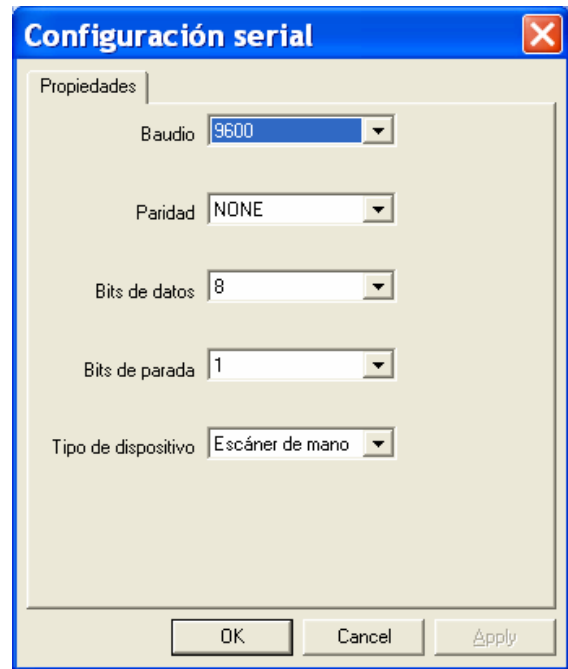 Configuración serial
Propiedades
Baudio 9600
Paridad NONE
Bits de datos 8
Bits de parada 1
Tipo de dispositivo Escáner de mano
OK Cancel Apply